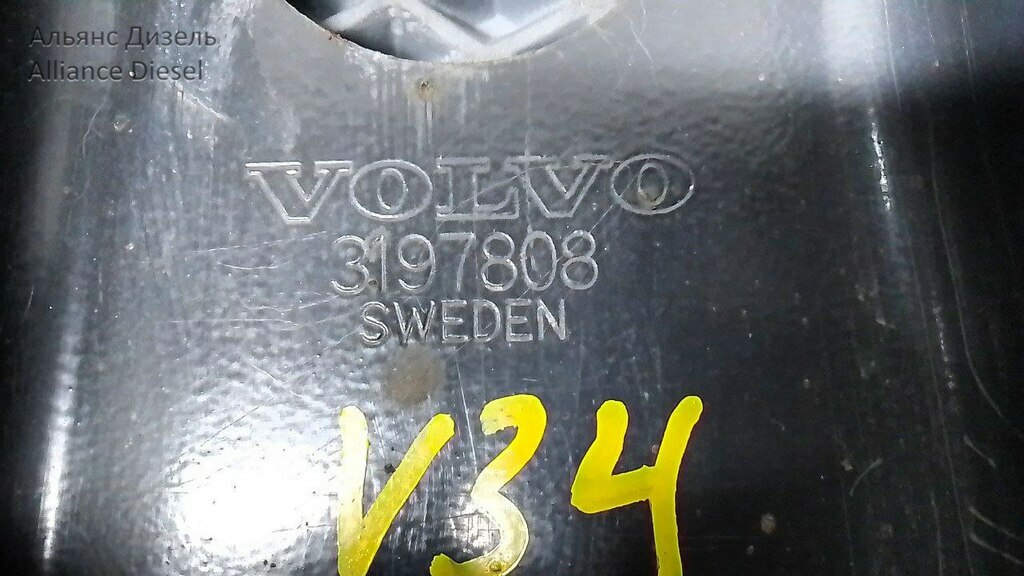 Альянс Дизель
Alliance Diesel
VOLVO
3197808
SWEDEN
V34